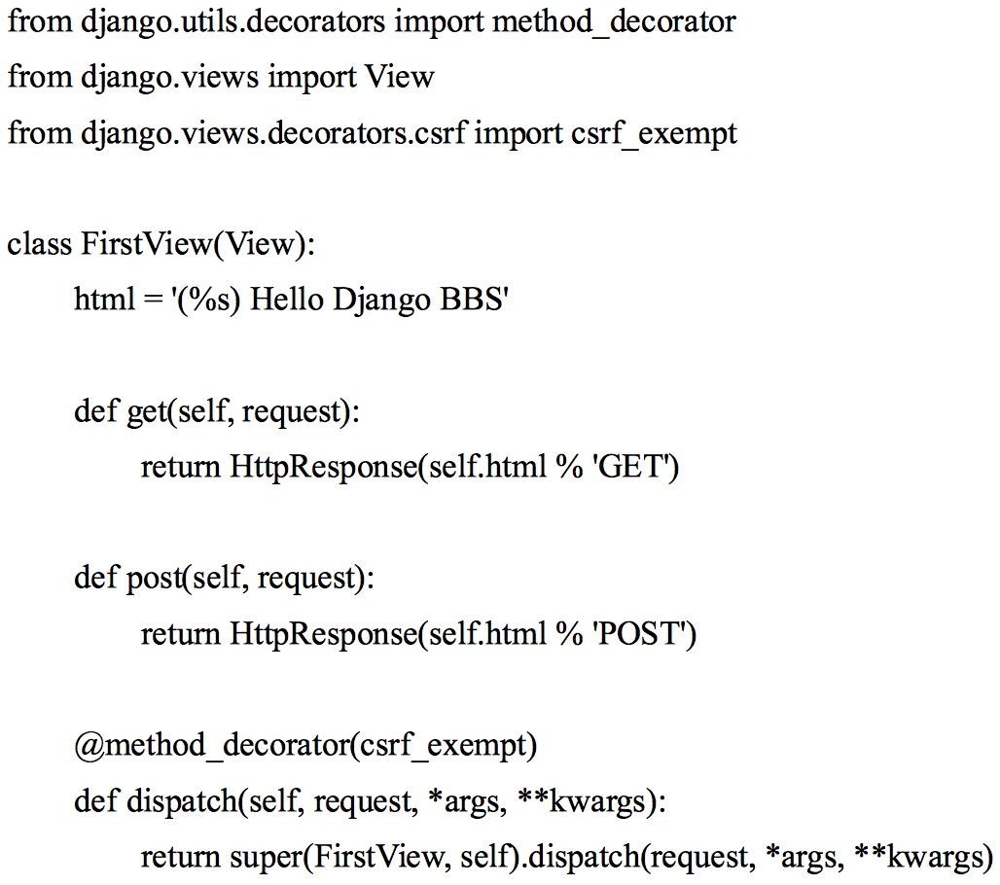 from django.utils.decorators import method_decorator
from django.views import View
from django.views.decorators.csrf import csrf_exempt
class FirstView(View):
html = '(%s) Hello Django BBS'
def get(self, request):
return HttpResponse(self.html % 'GET')
def post(self, request):
return HttpResponse(self.html % 'POST')
@method_decorator(csrf_exempt)
def dispatch(self, request, *args, **kwargs):
return super(FirstView, self).dispatch(request, *args, **kwargs)